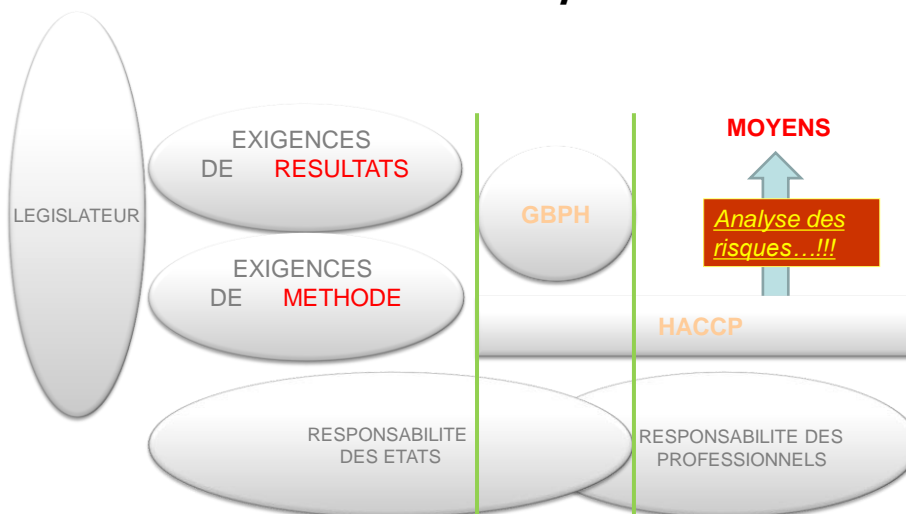 LEGISLATEUR
EXIGENCES
DE RESULTATS
EXIGENCES
DE METHODE
GBPH
MOYENS
Analyse des
risques...!!!
HACCP
RESPONSABILITE
DES ETATS
RESPONSABILITE DES
PROFESSIONNELS